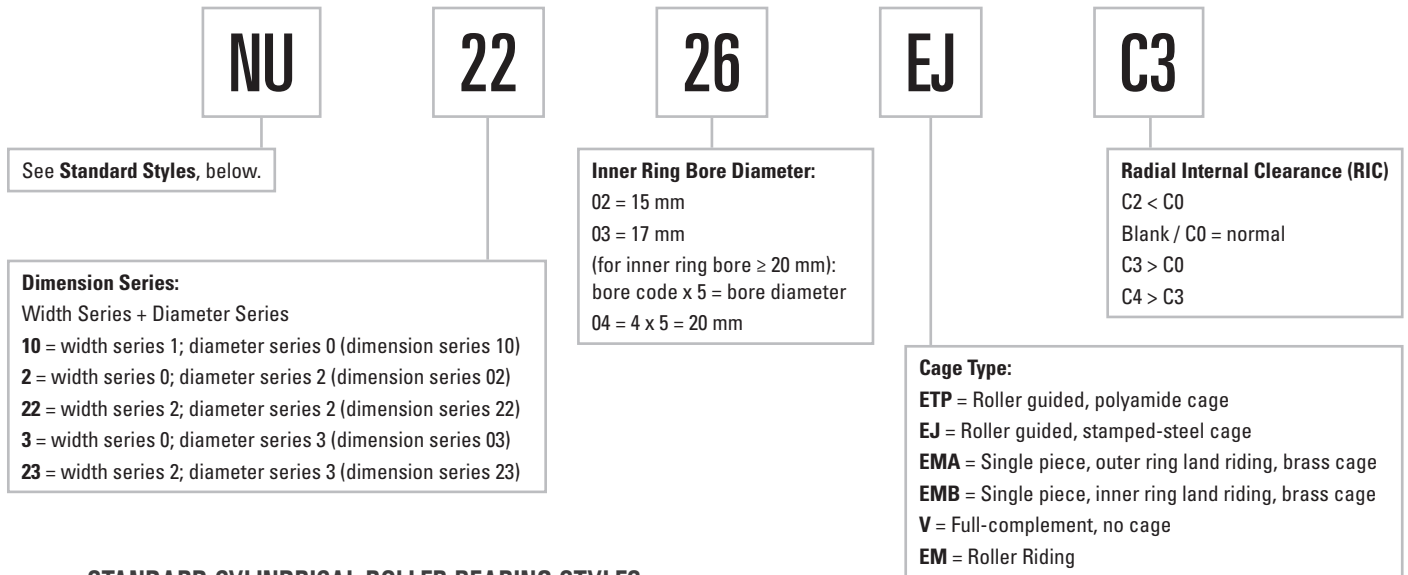 NU 22 26 EJ C3
See Standard Styles, below.
Dimension Series:
Width Series + Diameter Series
10 = width series 1; diameter series 0 (dimension series 10)
2 = width series 0; diameter series 2 (dimension series 02)
22 = width series 2; diameter series 2 (dimension series 22)
3 = width series 0; diameter series 3 (dimension series 03)
23 = width series 2; diameter series 3 (dimension series 23)
Inner Ring Bore Diameter:
02 = 15 mm
03 = 17 mm
(for inner ring bore ≥ 20 mm):
bore code x 5 = bore diameter
04 = 4 x 5 = 20 mm
Radial Internal Clearance (RIC)
C2 < C0
Blank / C0 = normal
C3 > C0
C4 > C3
Cage Type:
ETP = Roller guided, polyamide cage
EJ = Roller guided, stamped-steel cage
EMA = Single piece, outer ring land riding, brass cage
EMB = Single piece, inner ring land riding, brass cage
V = Full-complement, no cage
EM = Roller Riding
STANDARD CYLINDRICAL ROLLER BEARING STYLES